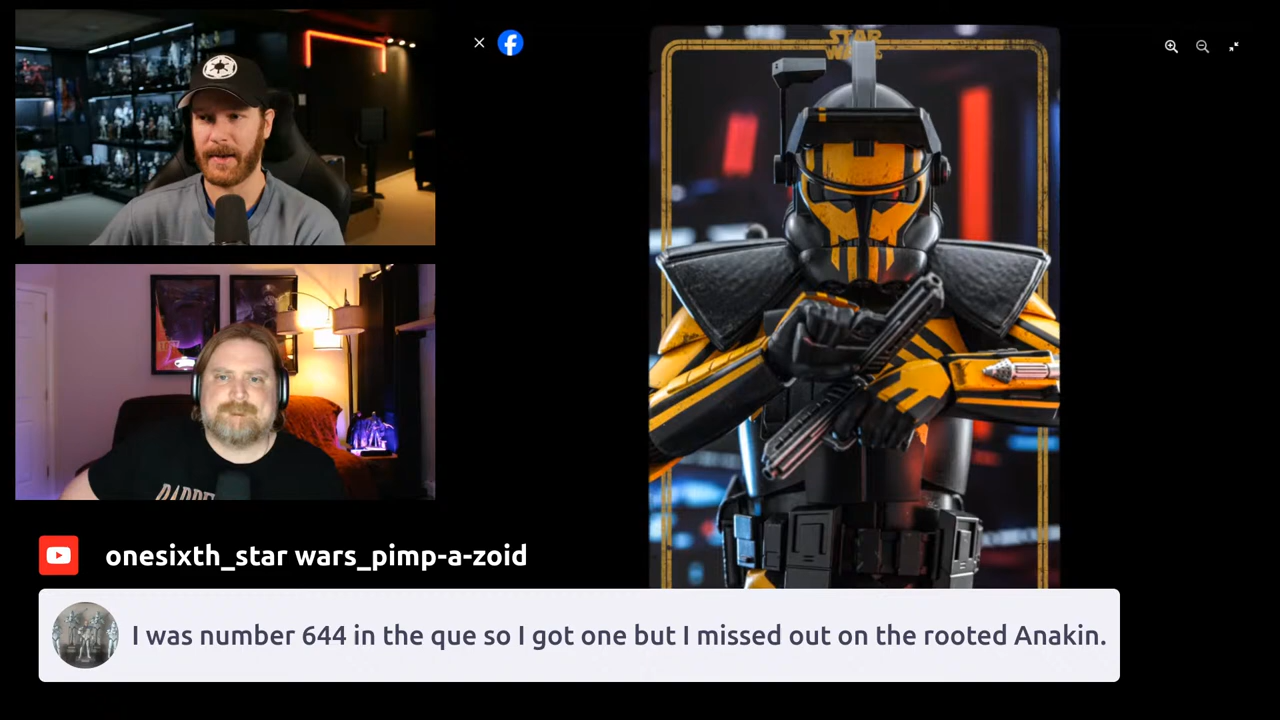 STAR
WARS
onesixth_star wars_pimp-a-zoid
I was number 644 in the que so I got one but I missed out on the rooted Anakin.